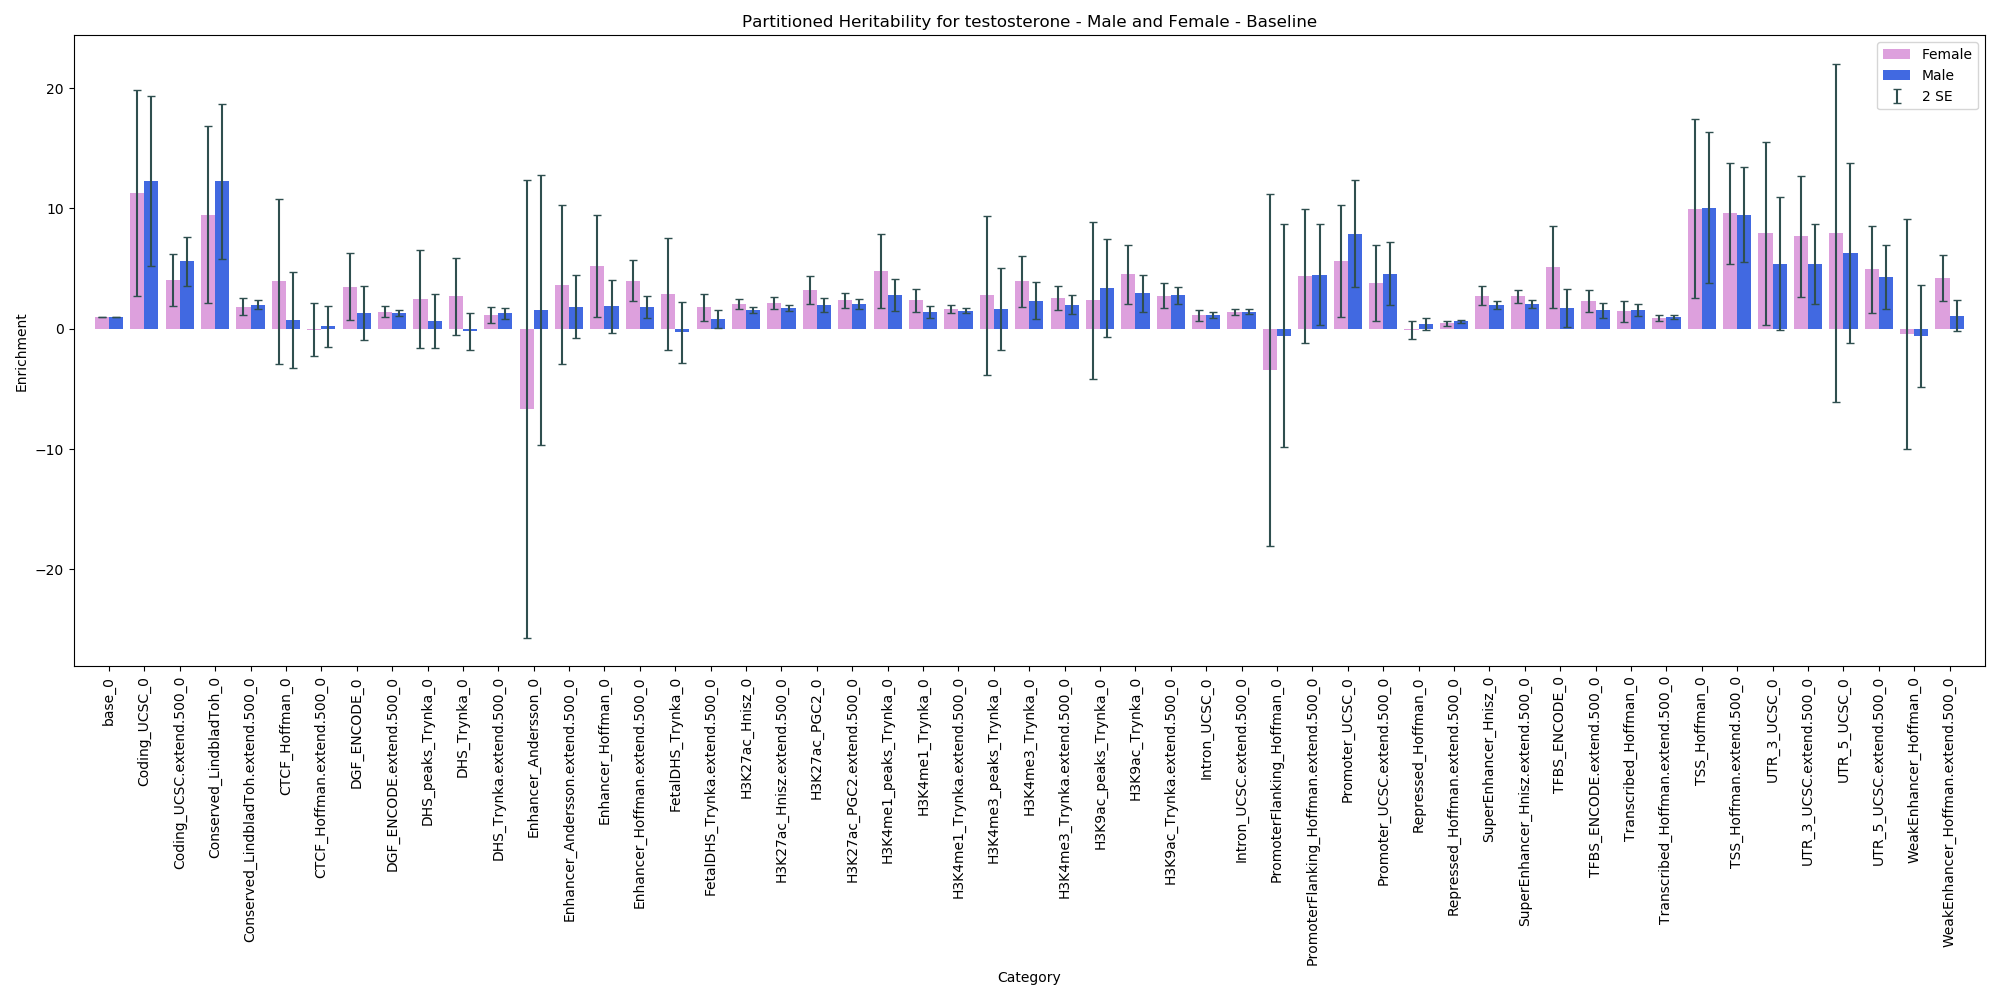 Partitioned Heritability for testosterone - Male and Female - Baseline
Female
Male
2 SE
Enrichment
20
10
0
−10
−20
base_0
Coding_UCSC_0
Coding_UCSC.extend.500_0
Conserved_LindbladToh_0
Conserved_LindbladToh.extend.500_0
CTCF_Hoffman_0
CTCF_Hoffman.extend.500_0
DGF_ENCODE_0
DGF_ENCODE.extend.500_0
DHS_peaks_Trynka_0
DHS_Trynka_0
DHS_Trynka.extend.500_0
Enhancer_Andersson_0
Enhancer_Andersson.extend.500_0
Enhancer_Hoffman_0
Enhancer_Hoffman.extend.500_0
FetalDHS_Trynka_0
FetalDHS_Trynka.extend.500_0
H3K27ac_Hnisz_0
H3K27ac_Hnisz.extend.500_0
H3K27ac_PGC2_0
H3K27ac_PGC2.extend.500_0
H3K4me1_peaks_Trynka_0
H3K4me1_Trynka_0
H3K4me1_Trynka.extend.500_0
H3K4me3_peaks_Trynka_0
H3K4me3_Trynka_0
H3K4me3_Trynka.extend.500_0
H3K9ac_peaks_Trynka_0
H3K9ac_Trynka_0
H3K9ac_Trynka.extend.500_0
Intron_UCSC_0
Intron_UCSC.extend.500_0
PromoterFlanking_Hoffman_0
PromoterFlanking_Hoffman.extend.500_0
Promoter_UCSC_0
Promoter_UCSC.extend.500_0
Repressed_Hoffman_0
Repressed_Hoffman.extend.500_0
SuperEnhancer_Hnisz_0
SuperEnhancer_Hnisz.extend.500_0
TFBS_ENCODE_0
TFBS_ENCODE.extend.500_0
Transcribed_Hoffman_0
Transcribed_Hoffman.extend.500_0
TSS_Hoffman_0
TSS_Hoffman.extend.500_0
UTR_3_UCSC_0
UTR_3_UCSC.extend.500_0
UTR_5_UCSC_0
UTR_5_UCSC.extend.500_0
WeakEnhancer_Hoffman_0
WeakEnhancer_Hoffman.extend.500_0
Category